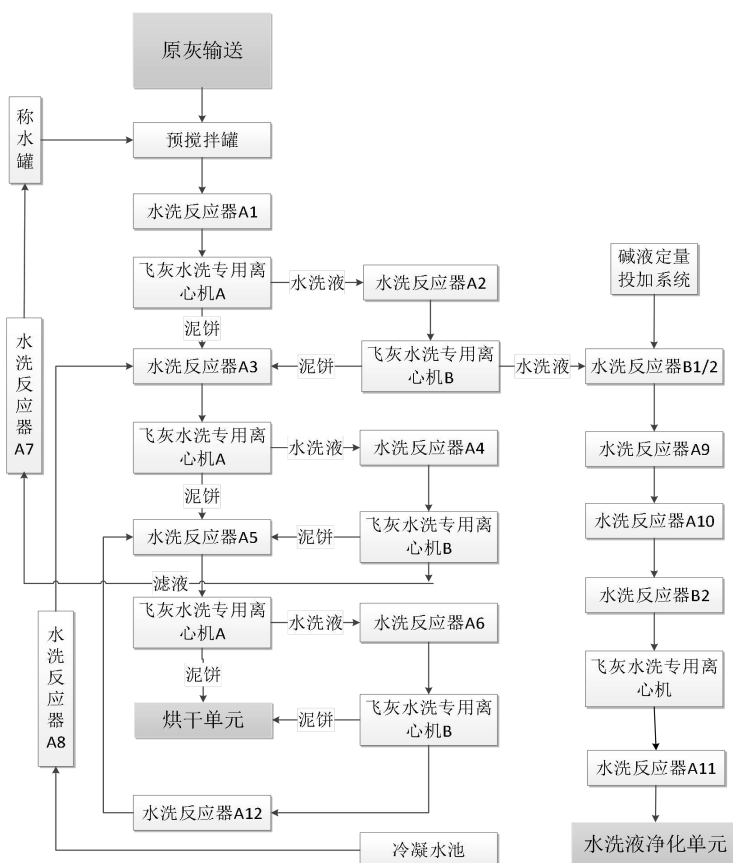 原灰输送
称
水
罐
预搅拌罐
水洗反应器A1
飞灰水洗专用离
心机A
水洗液
水洗反应器A2
碱液定量
投加系统
泥饼
水
洗
反
应
器
A7
水洗反应器A3
泥饼
飞灰水洗专用离
心机B
水洗液
水洗反应器B1/2
飞灰水洗专用离
心机A
水洗液
水洗反应器A4
水洗反应器A9
泥饼
水洗反应器A5
泥饼
飞灰水洗专用离
心机B
水洗反应器A10
滤液
飞灰水洗专用离
心机A
水洗液
水洗反应器A6
水洗反应器B2
水
洗
反
应
器
A8
泥饼
烘干单元
泥饼
飞灰水洗专用离
心机B
飞灰水洗专用离
心机
水洗反应器A11
水洗反应器A12
冷凝水池
水洗液净化单元